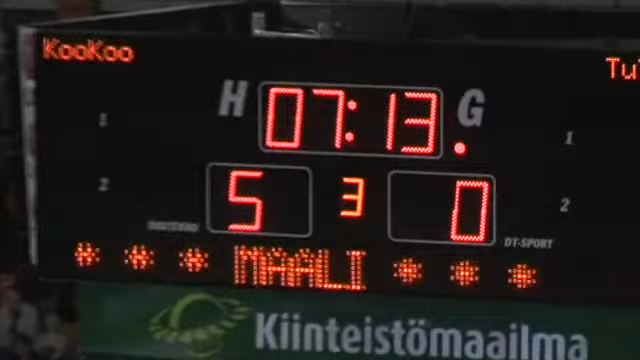 KooKoo
H 07:13 G
1 1
5 3 0
2 2
DT-SPORT
* * * MAALI * * *
Kiinteistömaailma